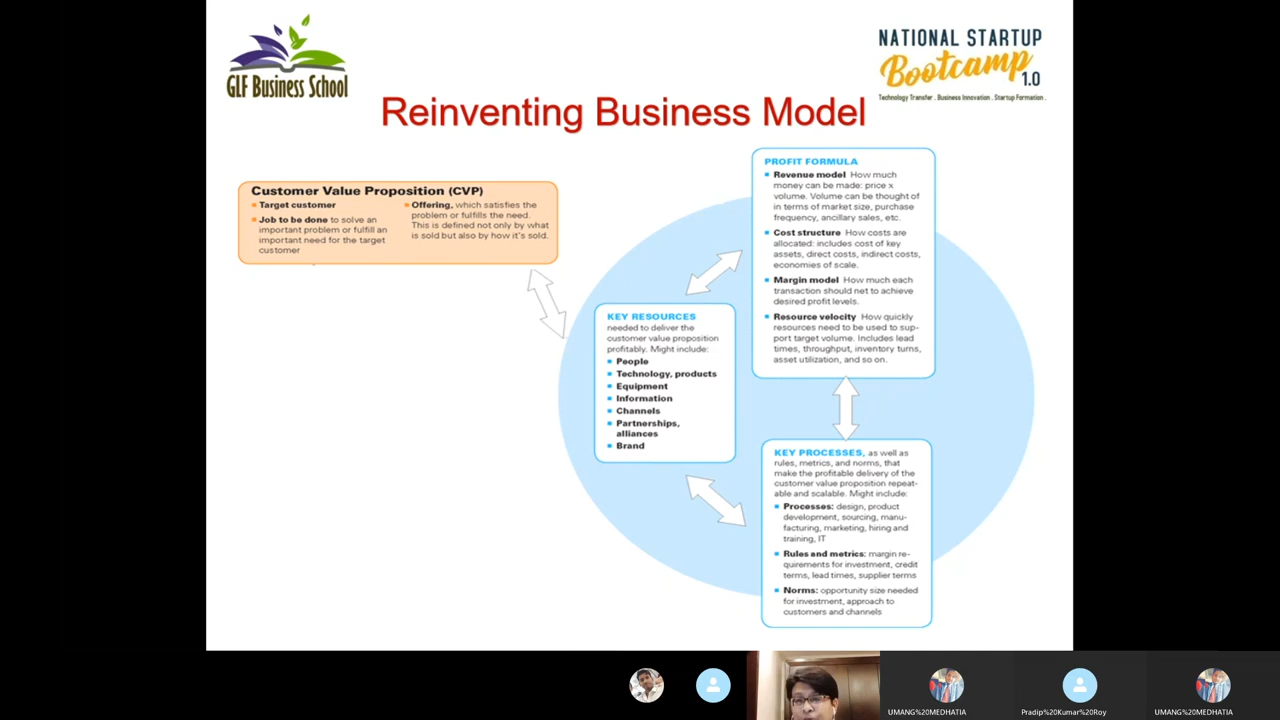 GLF Business School
NATIONAL STARTUP
Bootcamp
1.0
Technology Transfer . Business Innovation . Startup Formation .
Reinventing Business Model
Customer Value Proposition (CVP)
Target customer
Job to be done to solve an
important problem or fulfill an
important need for the target
customer
Offering, which satisfies the
problem or fulfills the need.
This is defined not only by what
is sold but also by how it's sold.
PROFIT FORMULA
Revenue model How much
money can be made: price x
volume. Volume can be thought of
in terms of market size, purchase
frequency, ancillary sales, etc.
Cost structure How costs are
allocated: includes cost of key
assets, direct costs, indirect costs,
economies of scale.
Margin model How much each
transaction should net to achieve
desired profit levels.
Resource velocity How quickly
resources need to be used to sup-
port target volume. Includes lead
times, throughput, inventory turns,
asset utilization, and so on.
KEY RESOURCES
needed to deliver the
customer value proposition
profitably. Might include:
People
Technology, products
Equipment
Information
Channels
Partnerships,
alliances
Brand
KEY PROCESSES, as well as
rules, metrics, and norms, that
make the profitable delivery of the
customer value proposition repeat-
able and scalable. Might include:
Processes: design, product
development, sourcing, manu-
facturing, marketing, hiring and
training, IT
Rules and metrics: margin re-
quirements for investment, credit
terms, lead times, supplier terms
Norms: opportunity size needed
for investment, approach to
customers and channels
UMANG%20MEDHATIA
Pradip%20Kumar%20Roy
UMANG%20MEDHATIA